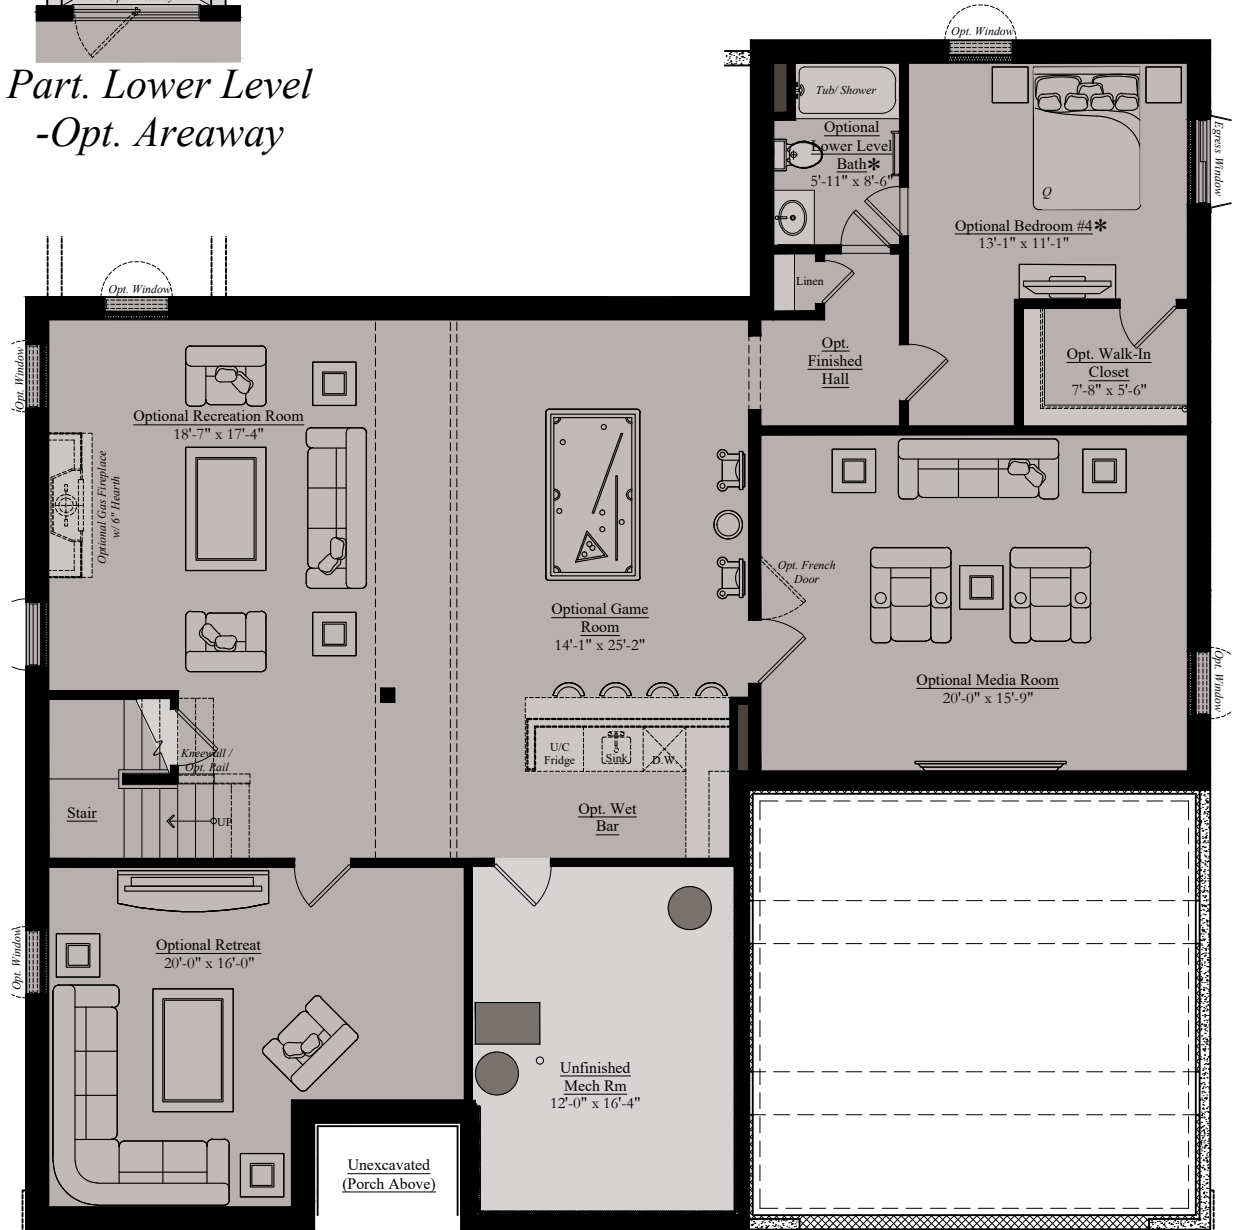 Part. Lower Level
-Opt. Areaway
Opt. Window
Tub/ Shower
Optional
Lower Level
Bath*
5'-11" x 8'-6"
Egress Window
Q
Optional Bedroom #4*
13'-1" x 11'-1"
Linen
Opt. Window
Opt.
Finished
Hall
Opt. Walk-In
Closet
7'-8" x 5'-6"
Opt. Window
Optional Recreation Room
18'-7" x 17'-4"
Optional Gas Fireplace
w/ 6" Hearth
Opt. French
Door
Optional Game
Room
14'-1" x 25'-2"
Optional Media Room
20'-0" x 15'-9"
Opt. Window
Kneewall /
Opt. Rail
U/C
Fridge
Sink
D.W.
Stair
UP
Opt. Wet
Bar
Optional Retreat
20'-0" x 16'-0"
Opt. Window
Unfinished
Mech Rm
12'-0" x 16'-4"
Unexcavated
(Porch Above)